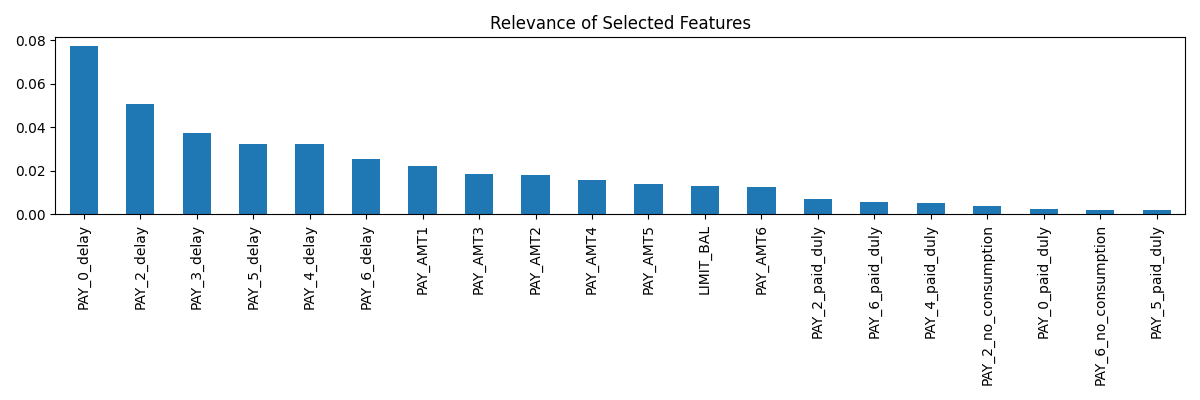 Relevance of Selected Features
0.08
0.06
0.04
0.02
0.00
PAY_0_delay
PAY_2_delay
PAY_3_delay
PAY_5_delay
PAY_4_delay
PAY_6_delay
PAY_AMT1
PAY_AMT3
PAY_AMT2
PAY_AMT4
PAY_AMT5
LIMIT_BAL
PAY_AMT6
PAY_2_paid_duly
PAY_6_paid_duly
PAY_4_paid_duly
PAY_2_no_consumption
PAY_0_paid_duly
PAY_6_no_consumption
PAY_5_paid_duly